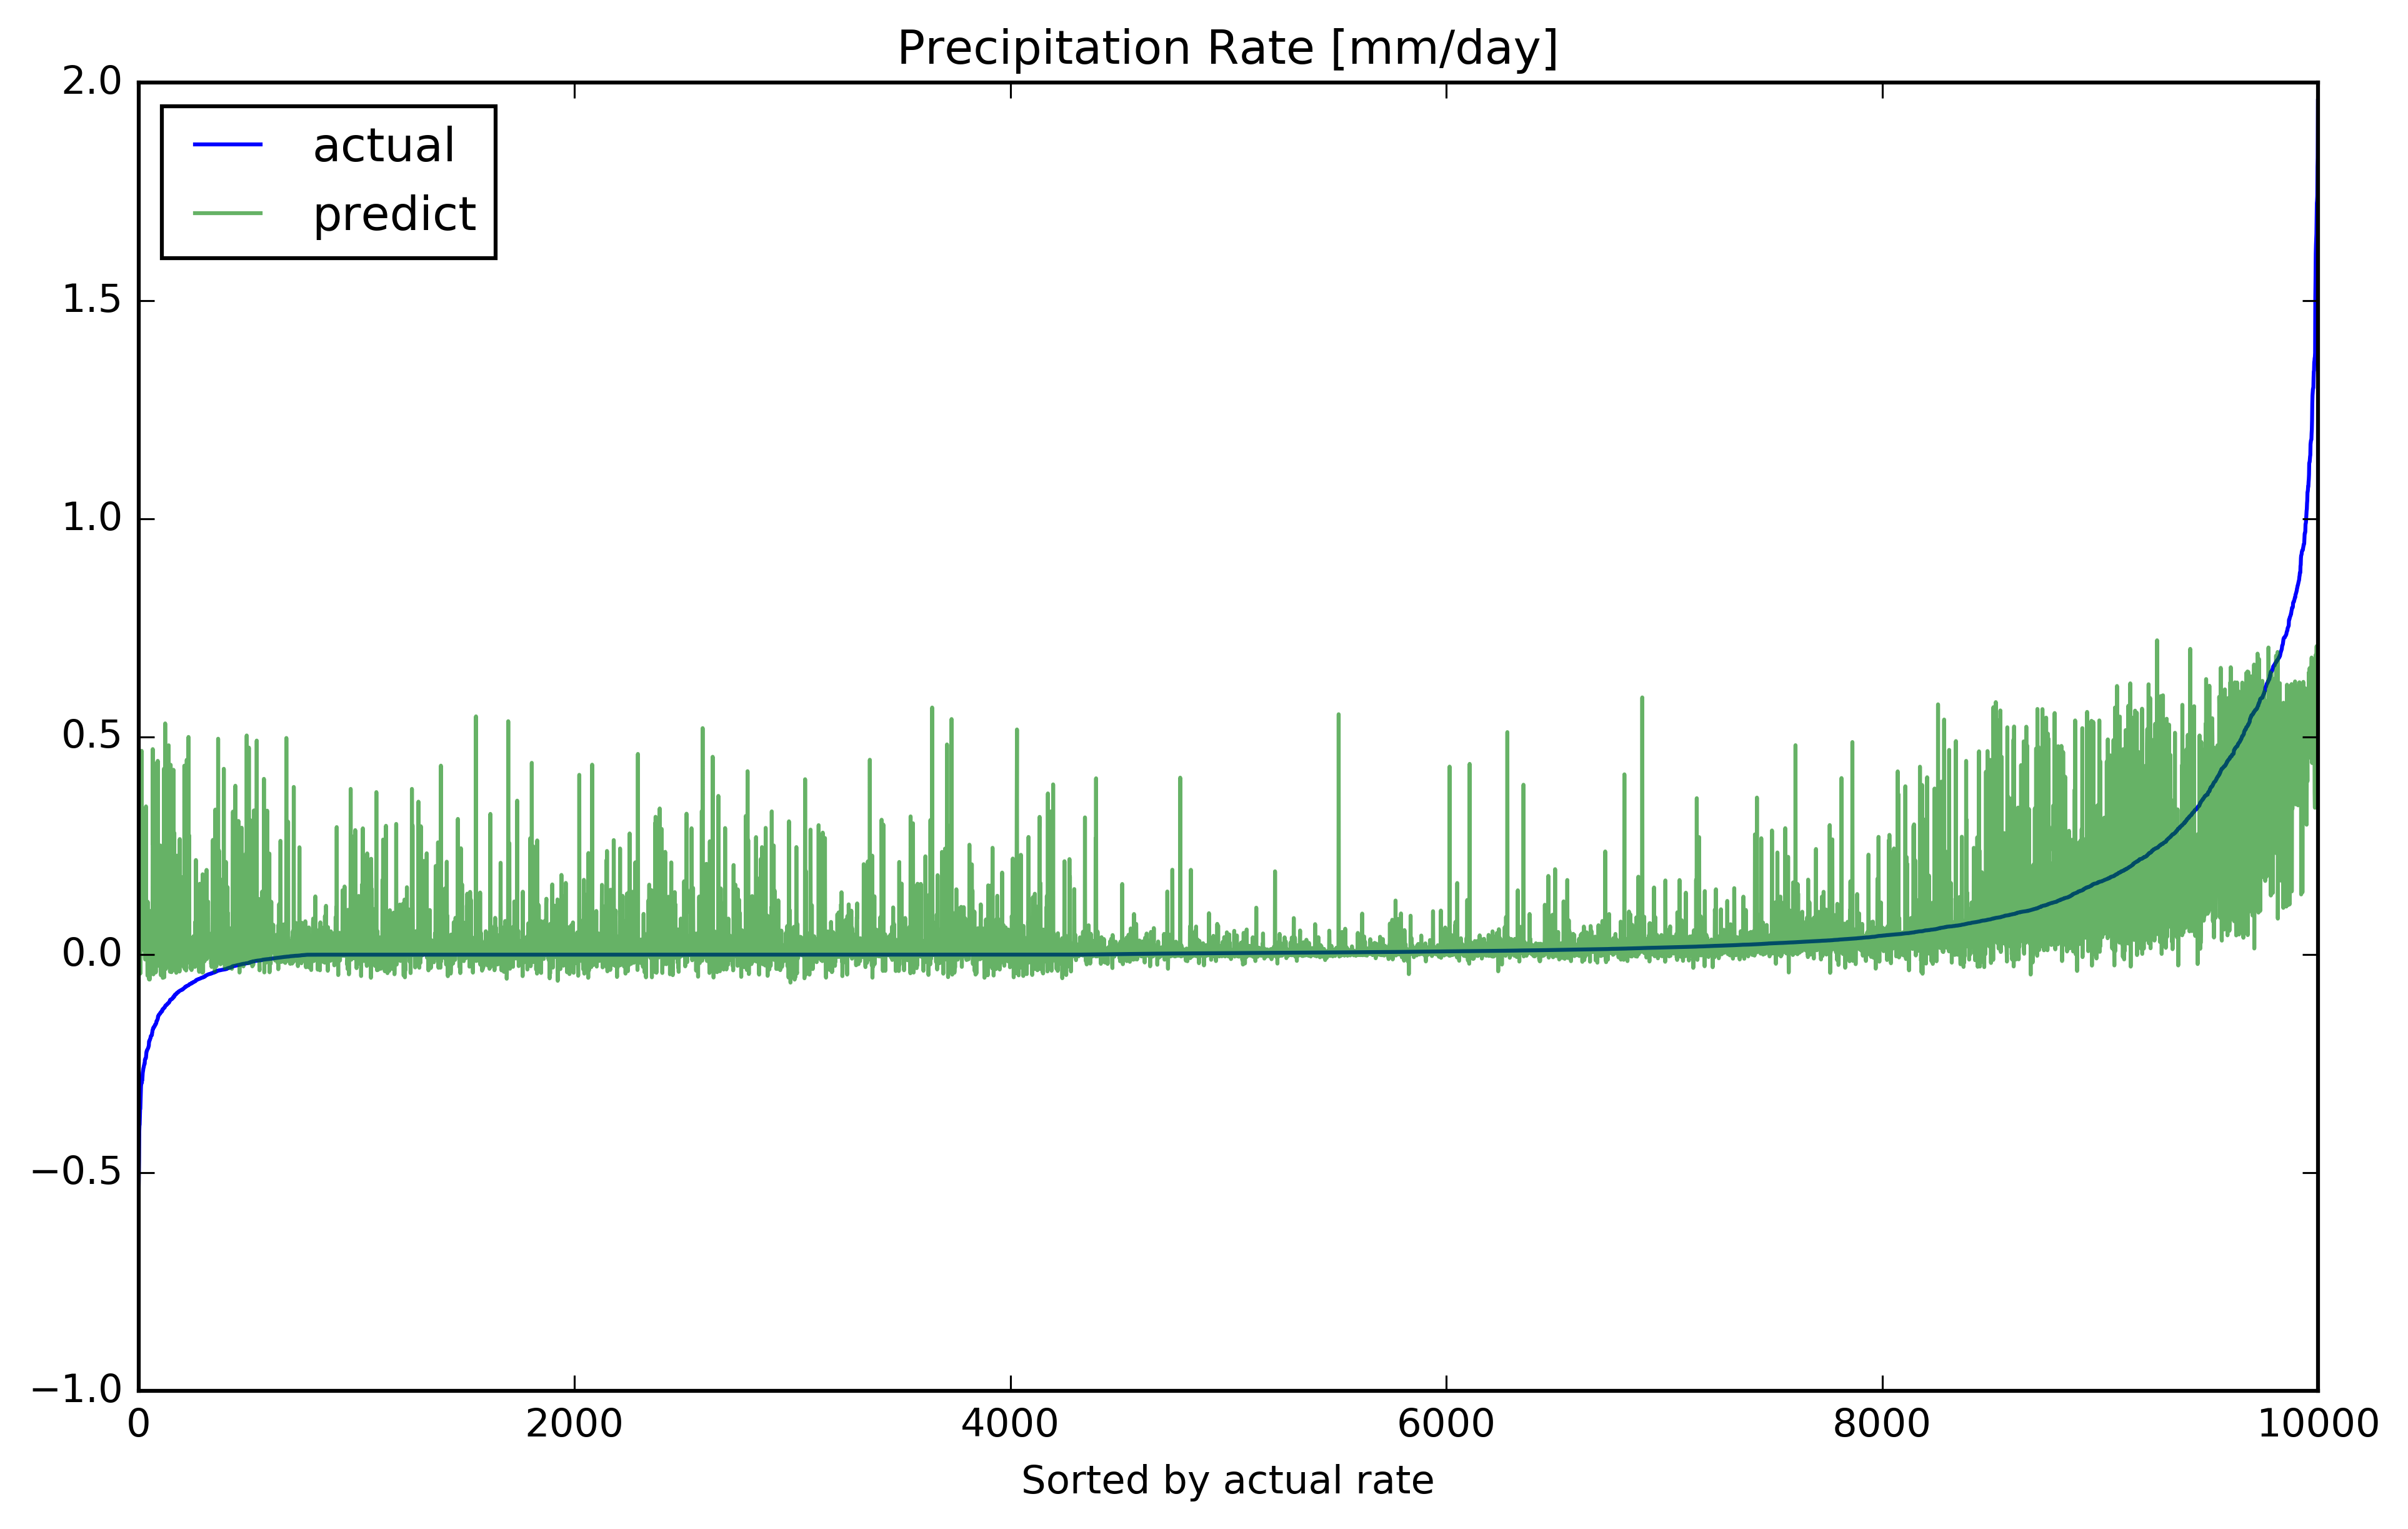 Precipitation Rate [mm/day]
2.0
actual
predict
1.5
1.0
0.5
0.0
−0.5
−1.0
0 2000 4000 6000 8000 10000
Sorted by actual rate